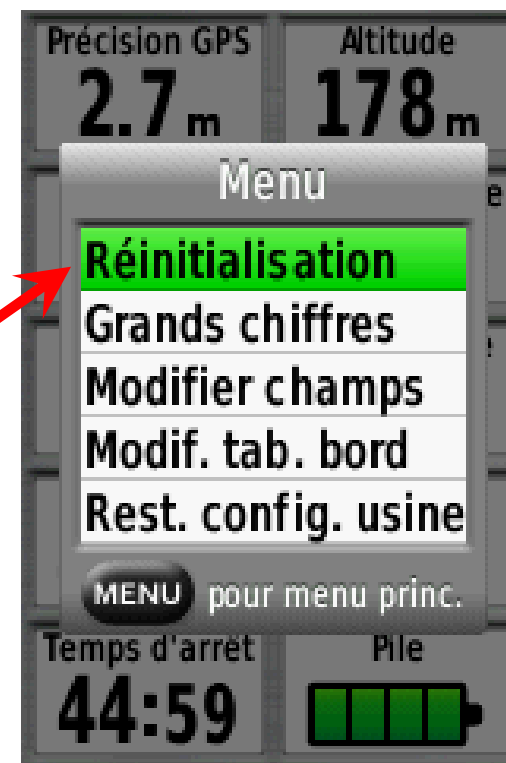 Précision GPS
Altitude
2.7 m
178 m
Menu
e
Réinitialisation
Grands chiffres
Modifier champs
Modif. tab. bord
Rest. config. usine
MENU pour menu princ.
Temps d'arrêt
Pile
44:59